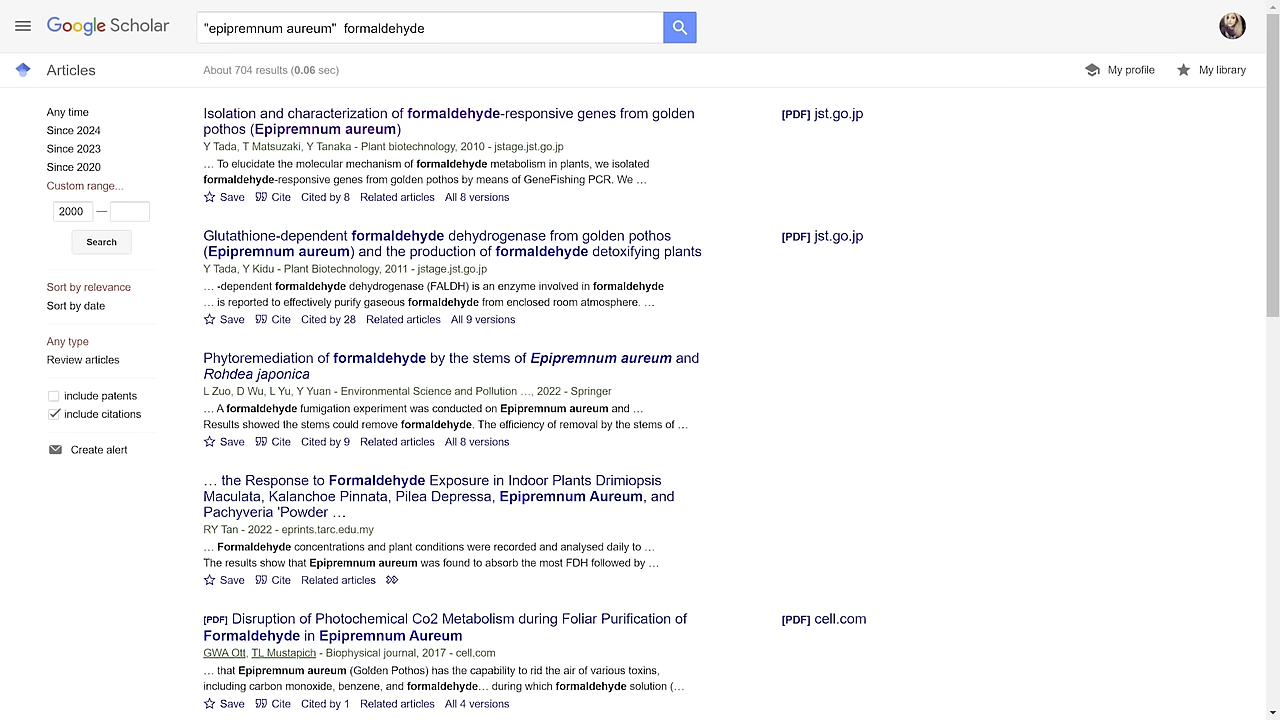 Google Scholar
"epipremnum aureum" formaldehyde
Articles
About 704 results (0.06 sec)
My profile
My library
Any time
Since 2024
Since 2023
Since 2020
Custom range...
2000 —
Search
Sort by relevance
Sort by date
Any type
Review articles
include patents
include citations
Create alert
Isolation and characterization of formaldehyde-responsive genes from golden
pothos (Epipremnum aureum)
[PDF] jst.go.jp
Y Tada, T Matsuzaki, Y Tanaka - Plant biotechnology, 2010 - jstage.jst.go.jp
… To elucidate the molecular mechanism of formaldehyde metabolism in plants, we isolated
formaldehyde-responsive genes from golden pothos by means of GeneFishing PCR. We …
Save Cite Cited by 8 Related articles All 8 versions
Glutathione-dependent formaldehyde dehydrogenase from golden pothos
(Epipremnum aureum) and the production of formaldehyde detoxifying plants
[PDF] jst.go.jp
Y Tada, Y Kidu - Plant Biotechnology, 2011 - jstage.jst.go.jp
… -dependent formaldehyde dehydrogenase (FALDH) is an enzyme involved in formaldehyde
… is reported to effectively purify gaseous formaldehyde from enclosed room atmosphere. …
Save Cite Cited by 28 Related articles All 9 versions
Phytoremediation of formaldehyde by the stems of Epipremnum aureum and
Rohdea japonica
L Zuo, D Wu, L Yu, Y Yuan - Environmental Science and Pollution …, 2022 - Springer
… A formaldehyde fumigation experiment was conducted on Epipremnum aureum and …
Results showed the stems could remove formaldehyde. The efficiency of removal by the stems of …
Save Cite Cited by 9 Related articles All 8 versions
… the Response to Formaldehyde Exposure in Indoor Plants Drimiopsis
Maculata, Kalanchoe Pinnata, Pilea Depressa, Epipremnum Aureum, and
Pachyveria 'Powder …
RY Tan - 2022 - eprints.tarc.edu.my
… Formaldehyde concentrations and plant conditions were recorded and analysed daily to …
The results show that Epipremnum aureum was found to absorb the most FDH followed by …
Save Cite Related articles
[PDF] Disruption of Photochemical Co2 Metabolism during Foliar Purification of
Formaldehyde in Epipremnum Aureum
[PDF] cell.com
GWA Ott, TL Mustapich - Biophysical journal, 2017 - cell.com
… that Epipremnum aureum (Golden Pothos) has the capability to rid the air of various toxins,
including carbon monoxide, benzene, and formaldehyde… during which formaldehyde solution (…
Save Cite Cited by 1 Related articles All 4 versions